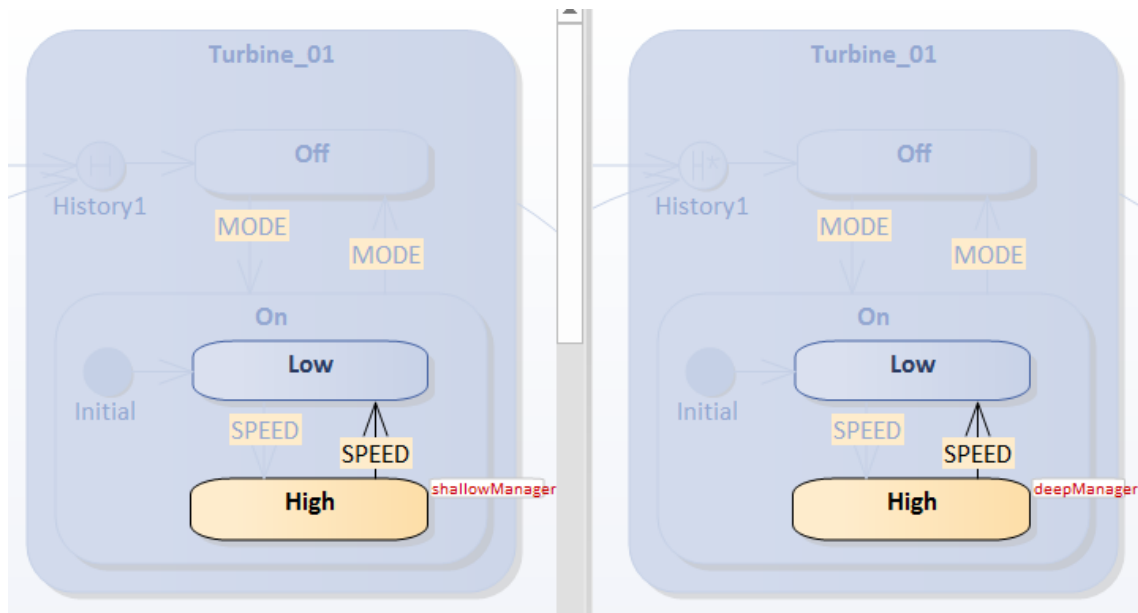 Turbine_01
Off
H
History1
MODE
MODE
On
Low
Initial
SPEED
SPEED
High
shallowManager
Turbine_01
Off
H*
History1
MODE
MODE
On
Low
Initial
SPEED
SPEED
High
deepManager